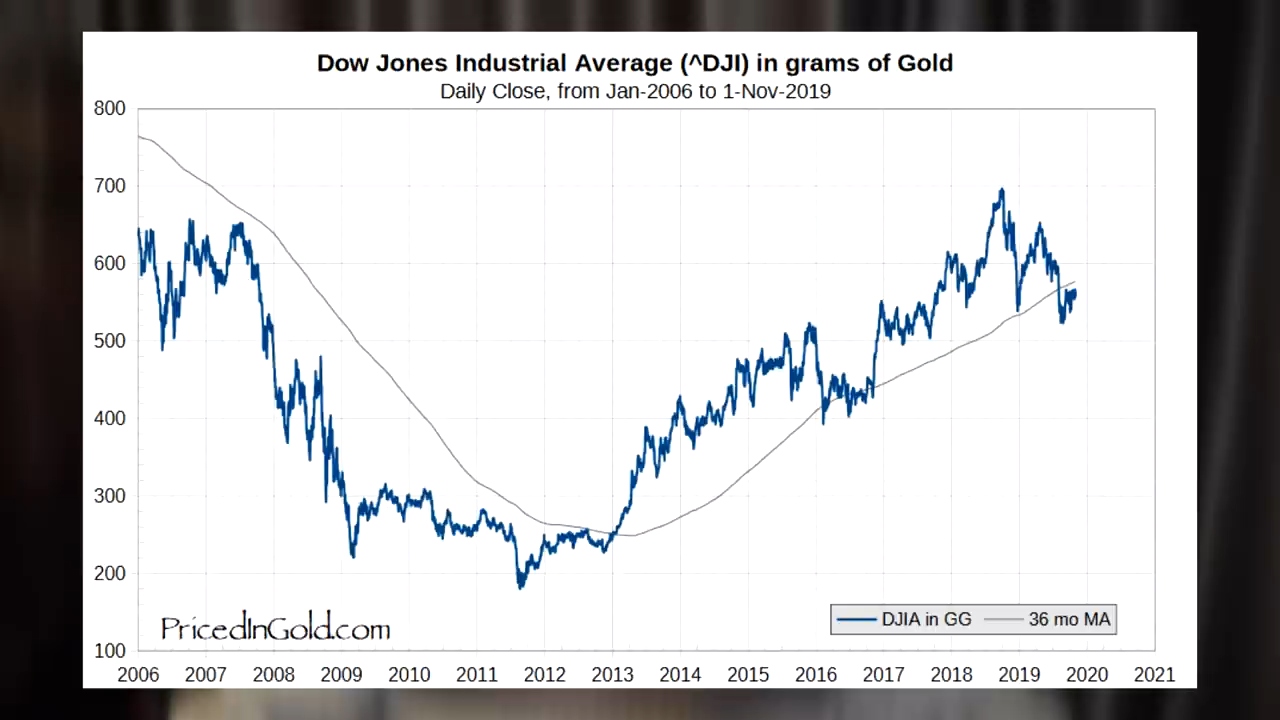 Dow Jones Industrial Average (^DJI) in grams of Gold
Daily Close, from Jan-2006 to 1-Nov-2019
800
700
600
500
400
300
200
100
PricedInGold.com
DJIA in GG 36 mo MA
2006 2007 2008 2009 2010 2011 2012 2013 2014 2015 2016 2017 2018 2019 2020 2021